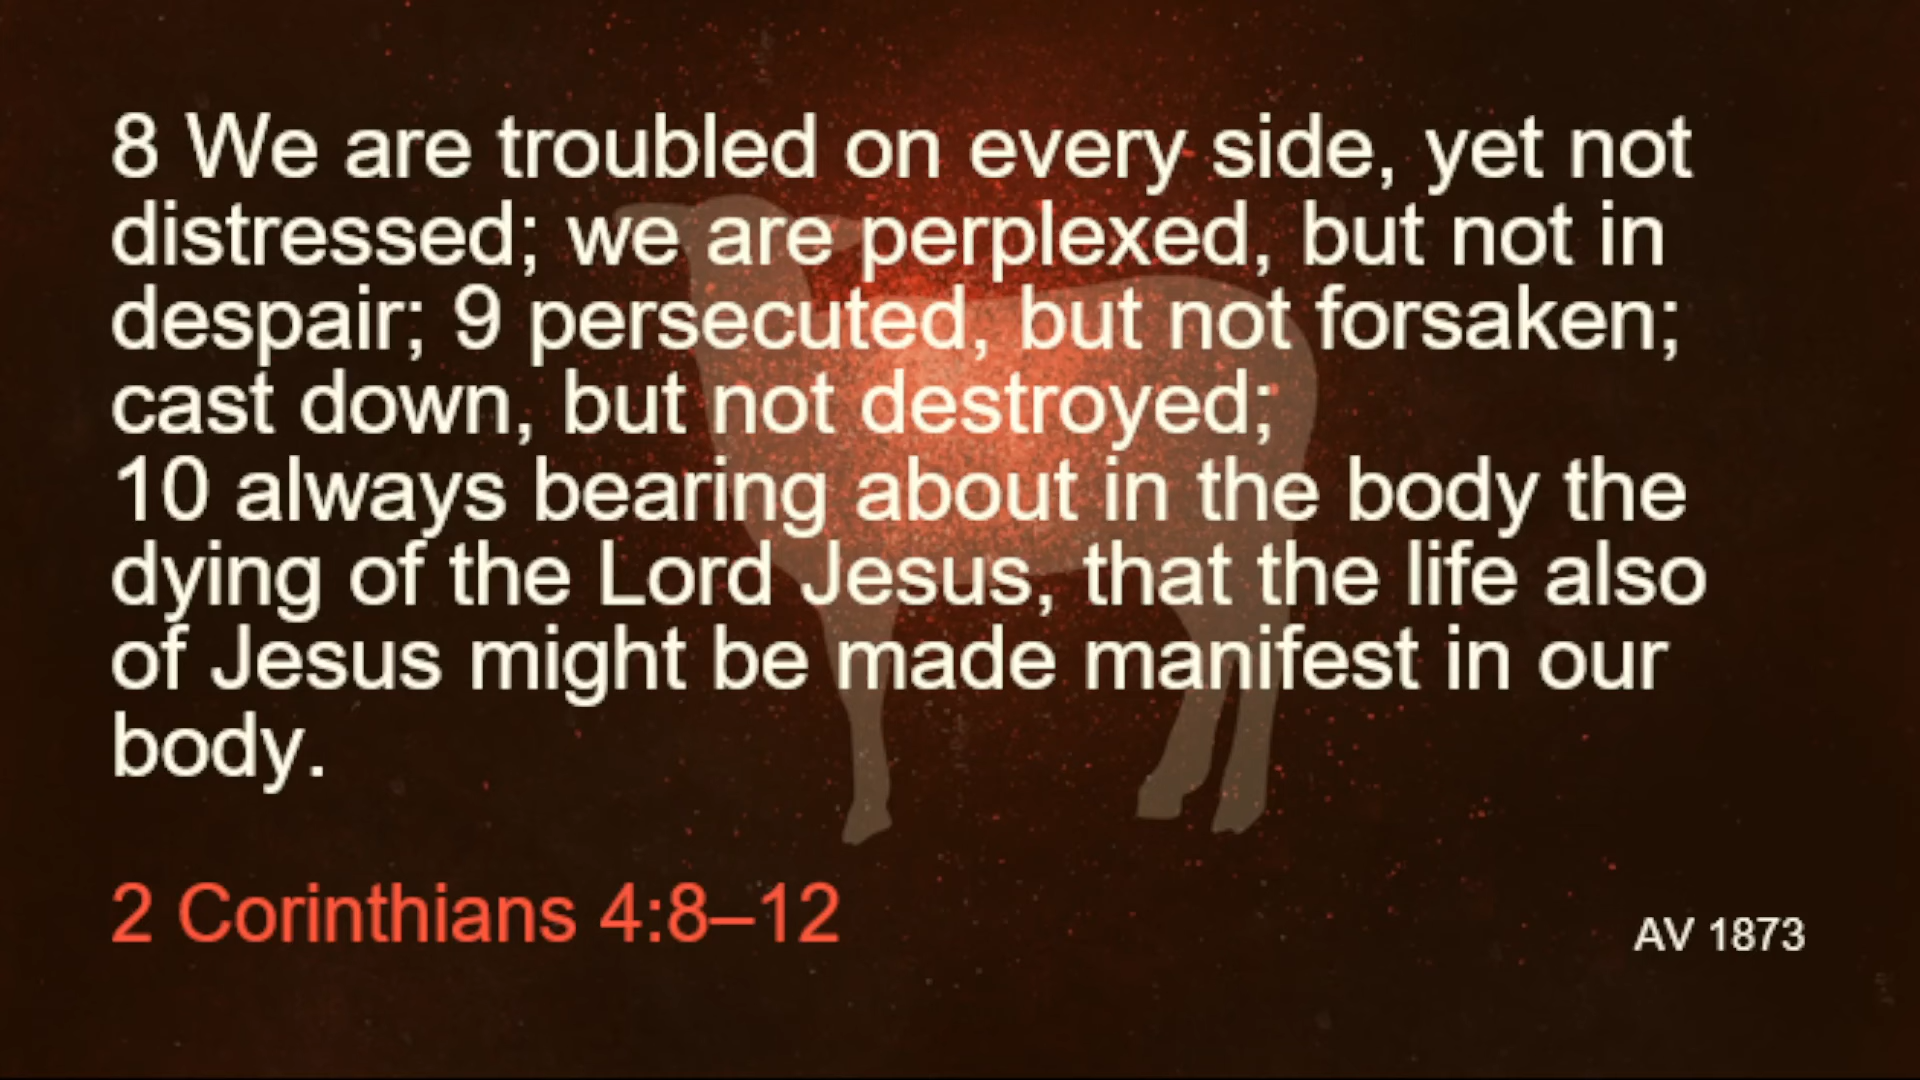 8 We are troubled on every side, yet not
distressed; we are perplexed, but not in
despair; 9 persecuted, but not forsaken;
cast down, but not destroyed;
10 always bearing about in the body the
dying of the Lord Jesus, that the life also
of Jesus might be made manifest in our
body.
2 Corinthians 4:8–12
AV 1873